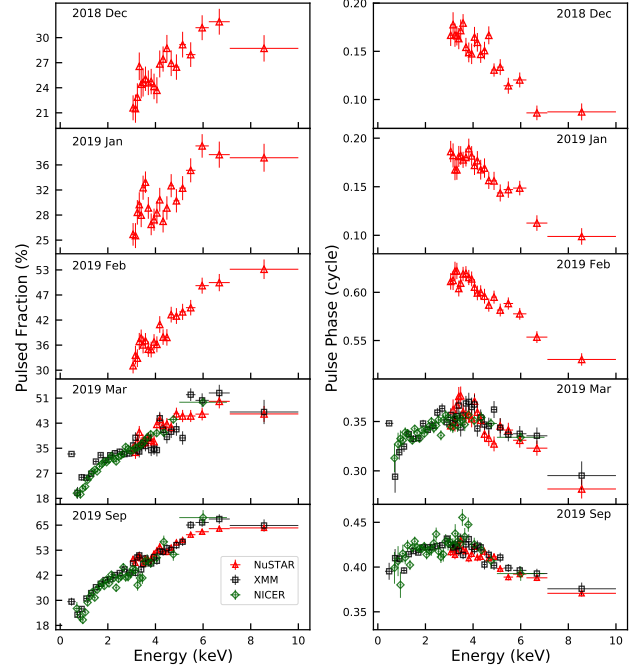 2018 Dec
30
27
24
21
2019 Jan
36
32
28
25
2019 Feb
53
47
42
36
31
2019 Mar
51
43
35
27
18
2019 Sep
65
53
42
30
18
NuSTAR
XMM
NICER
0 2 4 6 8 10
Energy (keV)
Pulsed Fraction (%)
0.20
2018 Dec
0.15
0.10
2019 Jan
0.20
0.15
0.10
2019 Feb
0.60
0.55
2019 Mar
0.35
0.30
2019 Sep
0.45
0.40
0.35
0 2 4 6 8 10
Energy (keV)
Pulse Phase (cycle)